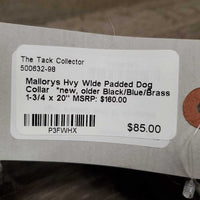 The Tack Collector
500632-98
Mallorys Hvy Wide Padded Dog
Collar *new, older Black/Blue/Brass
1-3/4 x 20" MSRP: $160.00
P3FWHX
$85.00